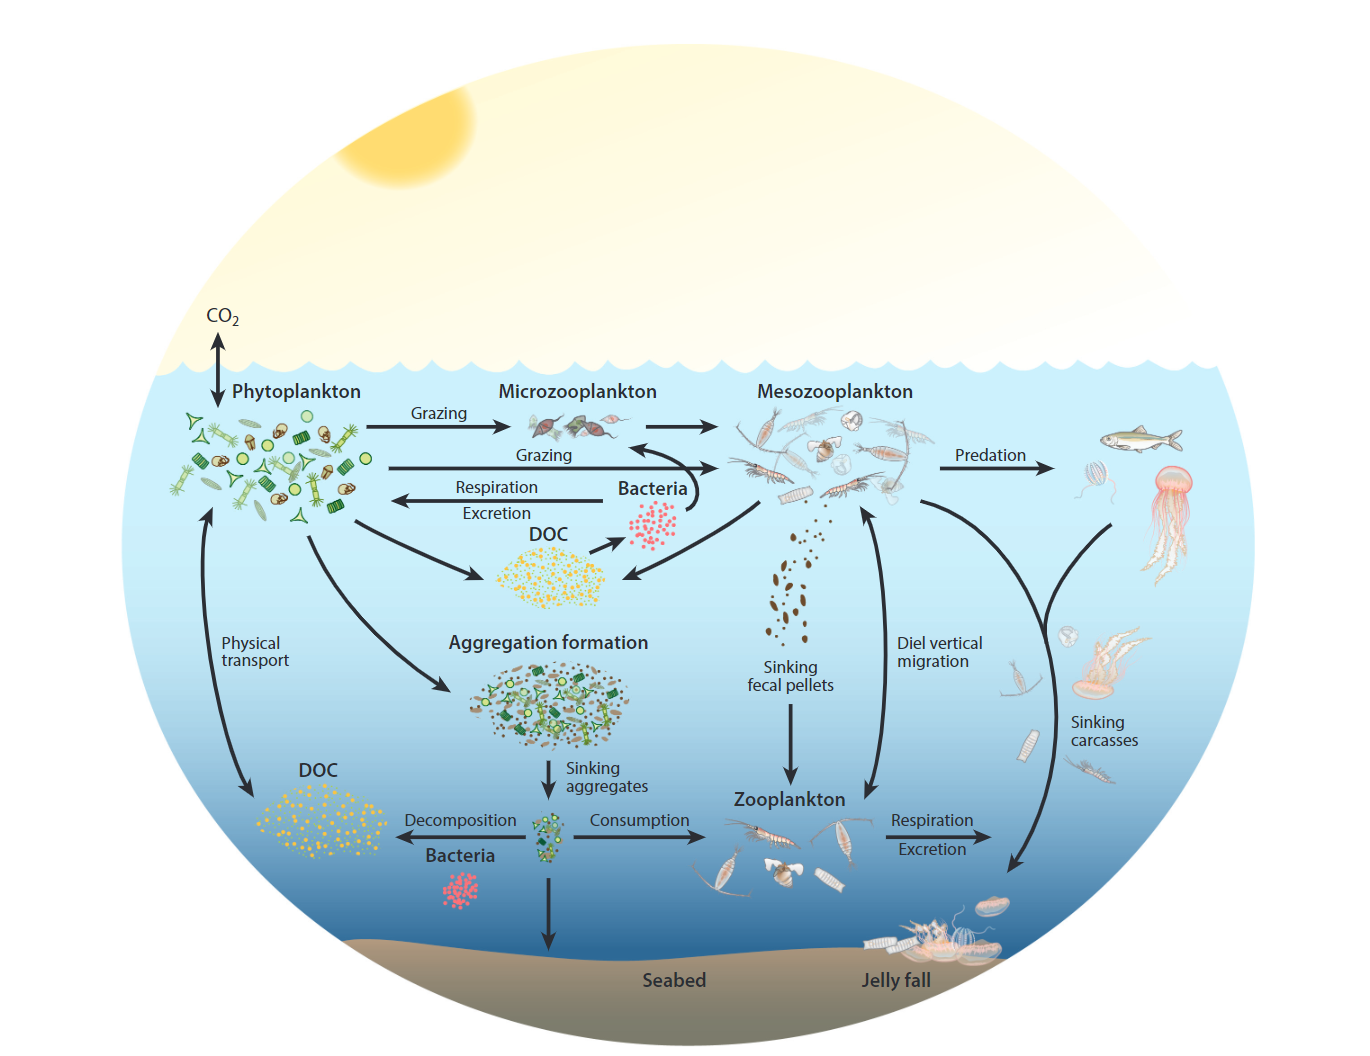 CO₂
Phytoplankton
Microzooplankton
Mesozooplankton
Grazing
Grazing
Predation
Respiration
Excretion
Bacteria
DOC
Aggregation formation
Physical
transport
Sinking
fecal pellets
Diel vertical
migration
Sinking
carcasses
DOC
Sinking
aggregates
Zooplankton
Decomposition
Consumption
Respiration
Excretion
Bacteria
Seabed
Jelly fall